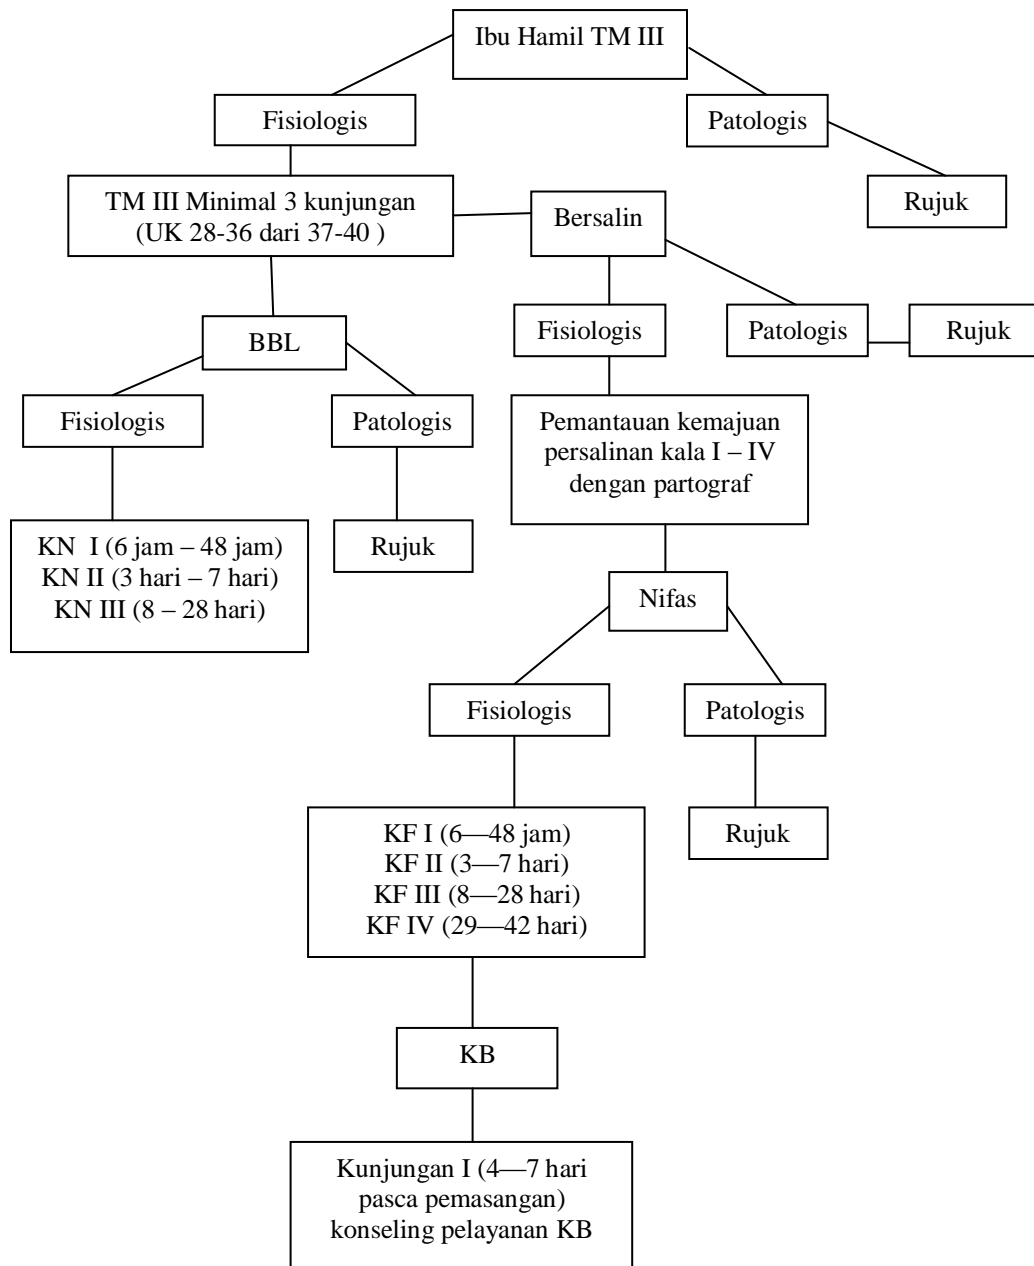 Ibu Hamil TM III
Fisiologis
Patologis
TM III Minimal 3 kunjungan
(UK 28-36 dari 37-40 )
Bersalin
Rujuk
BBL
Fisiologis
Patologis
Rujuk
Fisiologis
Patologis
Pemantauan kemajuan
persalinan kala I – IV
dengan partograf
KN  I (6 jam – 48 jam)
KN II (3 hari – 7 hari)
KN III (8 – 28 hari)
Rujuk
Nifas
Fisiologis
Patologis
KF I (6—48 jam)
KF II (3—7 hari)
KF III (8—28 hari)
KF IV (29—42 hari)
Rujuk
KB
Kunjungan I (4—7 hari
pasca pemasangan)
konseling pelayanan KB